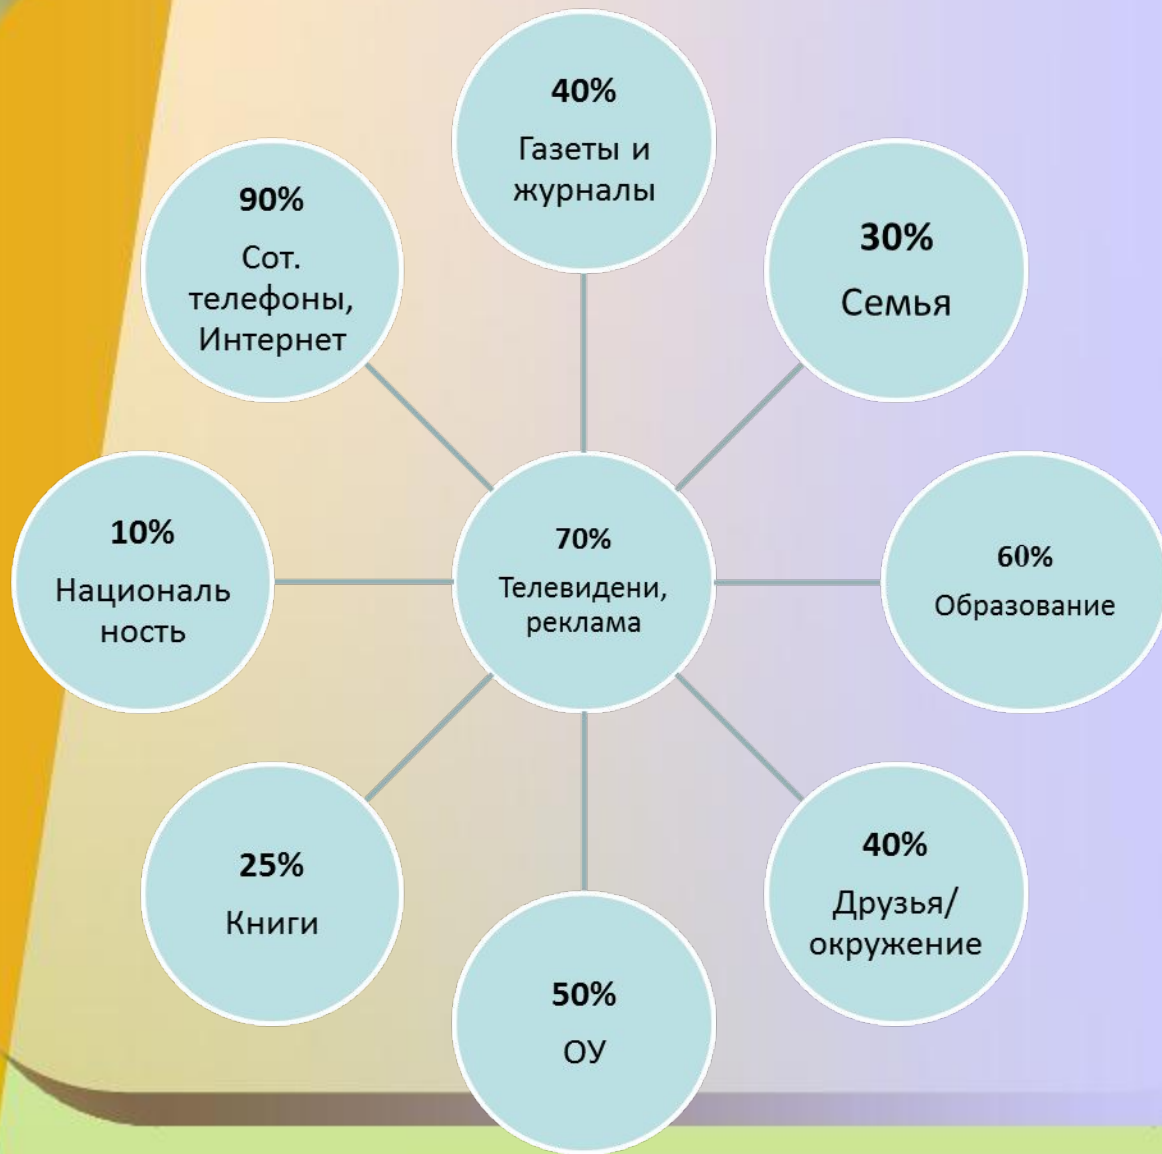 40%
Газеты и
журналы
90%
Сот.
телефоны,
Интернет
30%
Семья
10%
Националь
ность
70%
Телевидени,
реклама
60%
Образование
25%
Книги
40%
Друзья/
окружение
50%
ОУ